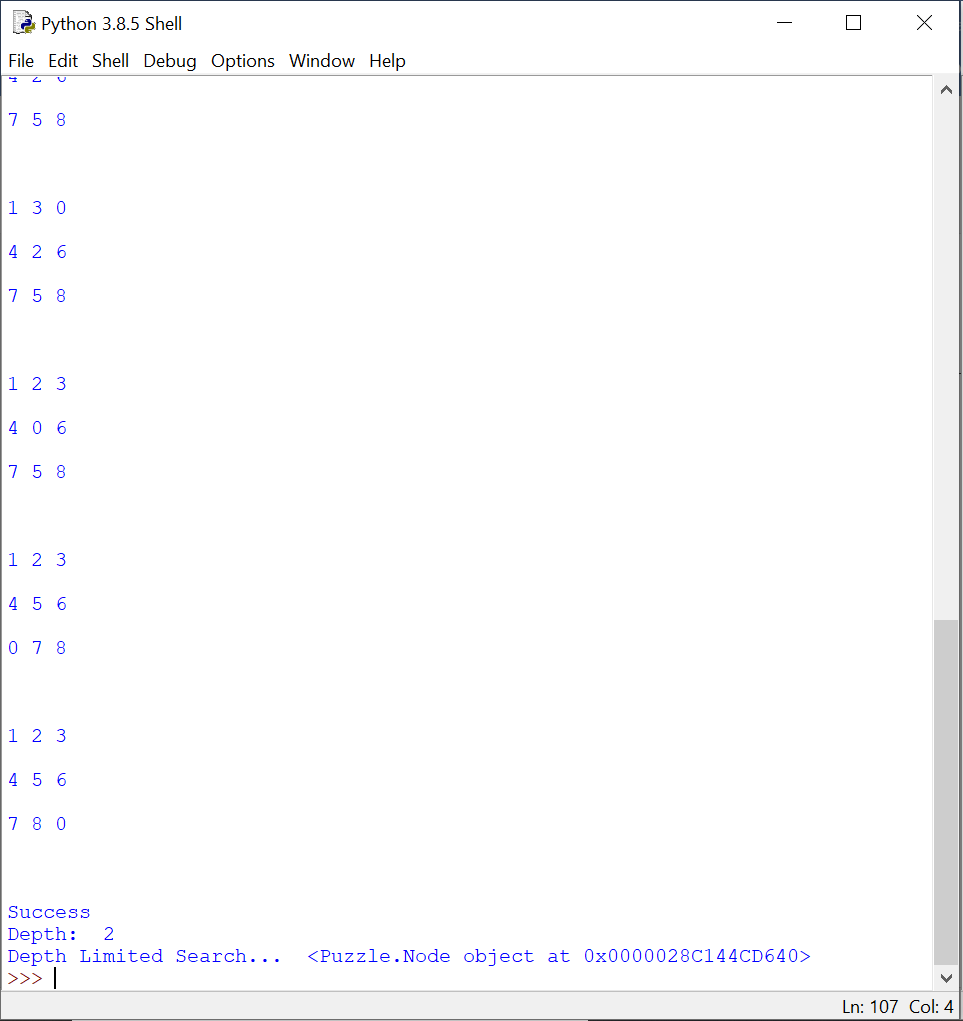 Python 3.8.5 Shell
File Edit Shell Debug Options Window Help
4 2 6
7 5 8
1 3 0
4 2 6
7 5 8
1 2 3
4 0 6
7 5 8
1 2 3
4 5 6
0 7 8
1 2 3
4 5 6
7 8 0
Success
Depth:  2
Depth Limited Search...  <Puzzle.Node object at 0x0000028C144CD640>
>>>
Ln: 107 Col: 4